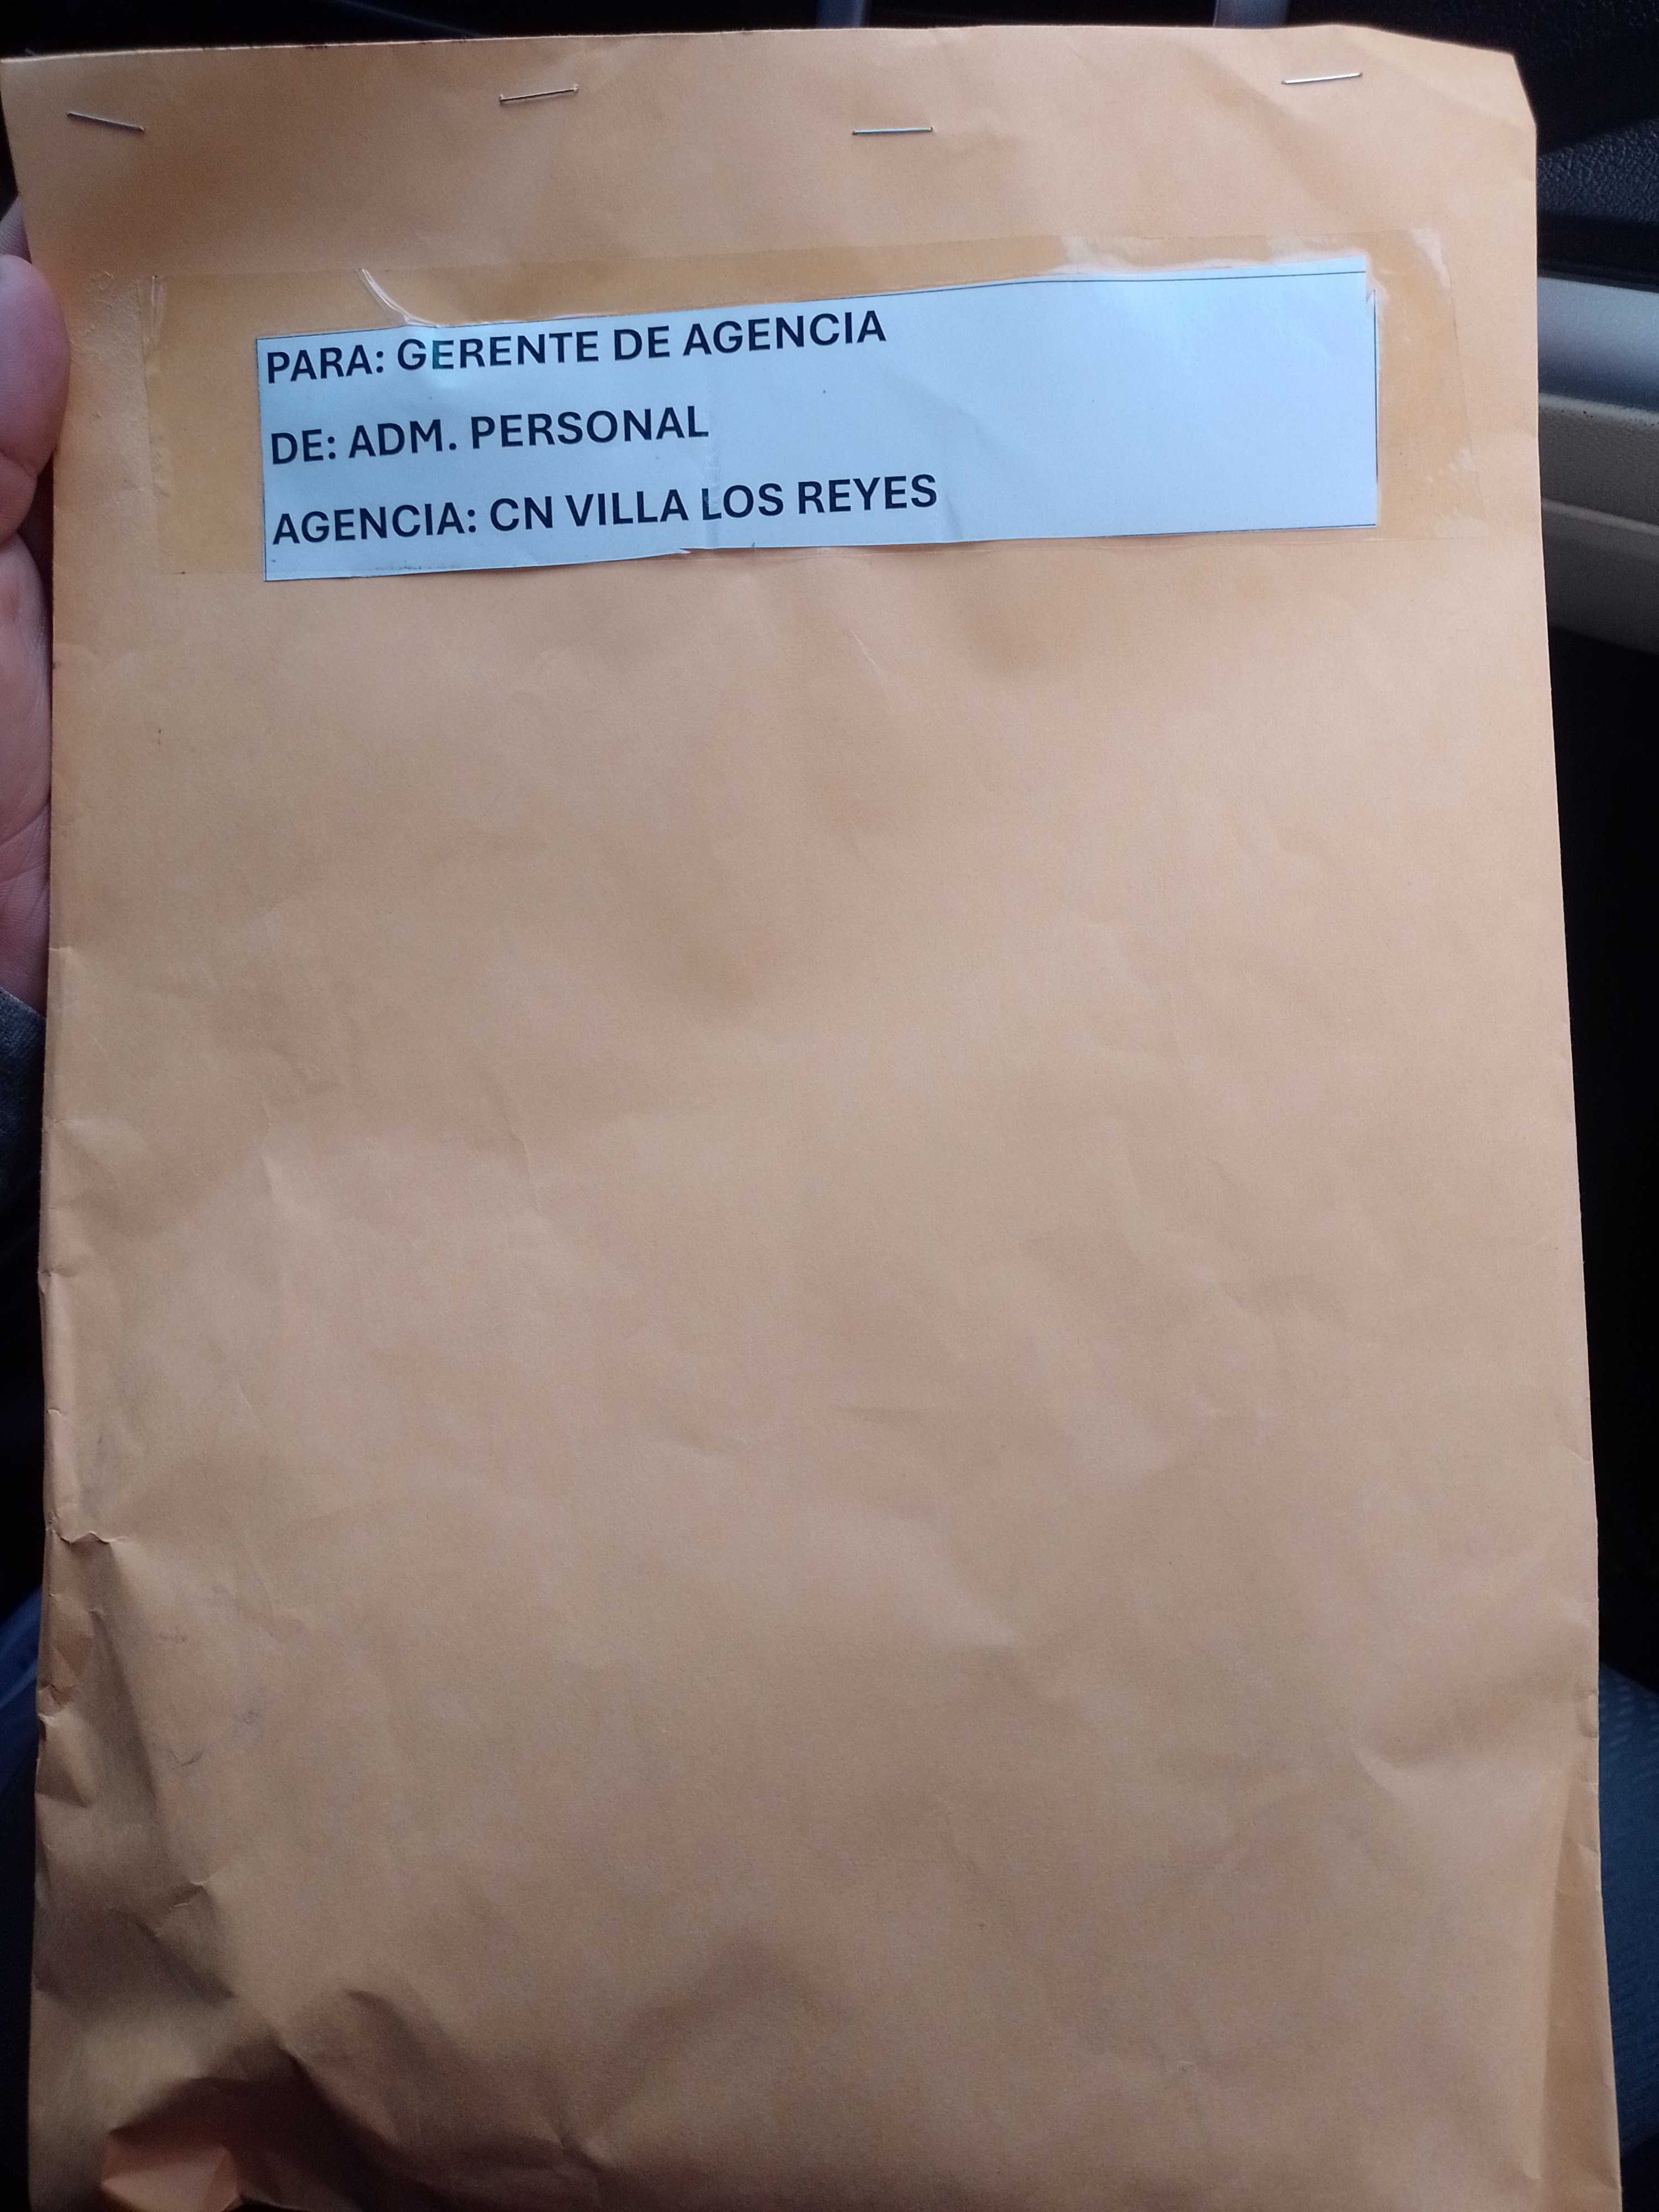 PARA: GERENTE DE AGENCIA
DE: ADM. PERSONAL
AGENCIA: CN VILLA LOS REYES